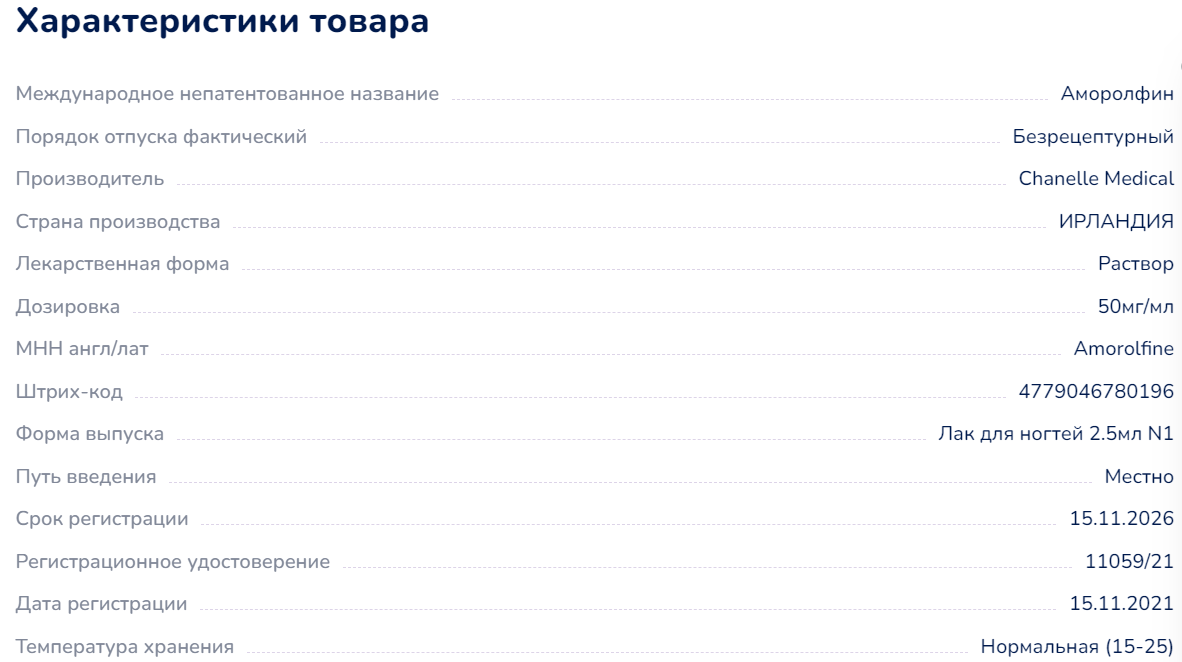 Характеристики товара
Международное непатентованное название Аморолфин
Порядок отпуска фактический Безрецептурный
Производитель Chanelle Medical
Страна производства ИРЛАНДИЯ
Лекарственная форма Раствор
Дозировка 50мг/мл
МНН англ/лат Amorolfine
Штрих-код 4779046780196
Форма выпуска Лак для ногтей 2.5мл N1
Путь введения Местно
Срок регистрации 15.11.2026
Регистрационное удостоверение 11059/21
Дата регистрации 15.11.2021
Температура хранения Нормальная (15-25)